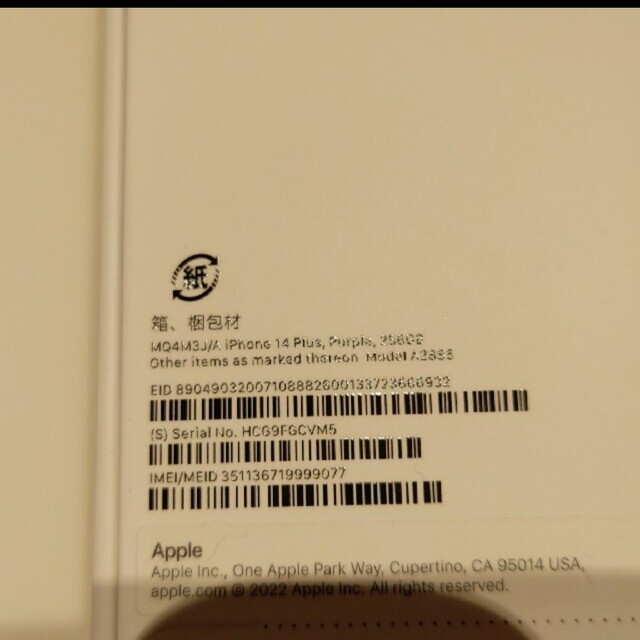 紙
箱、梱包材
MQ4M3J/A iPhone 14 Plus, Purple, 256GB
Other items as marked thereon Model A2885
EID 89049032007108882600133723666932
(S) Serial No. HCG9FGCVM5
IMEI/MEID 351136719999077
Apple
Apple Inc., One Apple Park Way, Cupertino, CA 95014 USA,
apple.com © 2022 Apple Inc. All rights reserved.